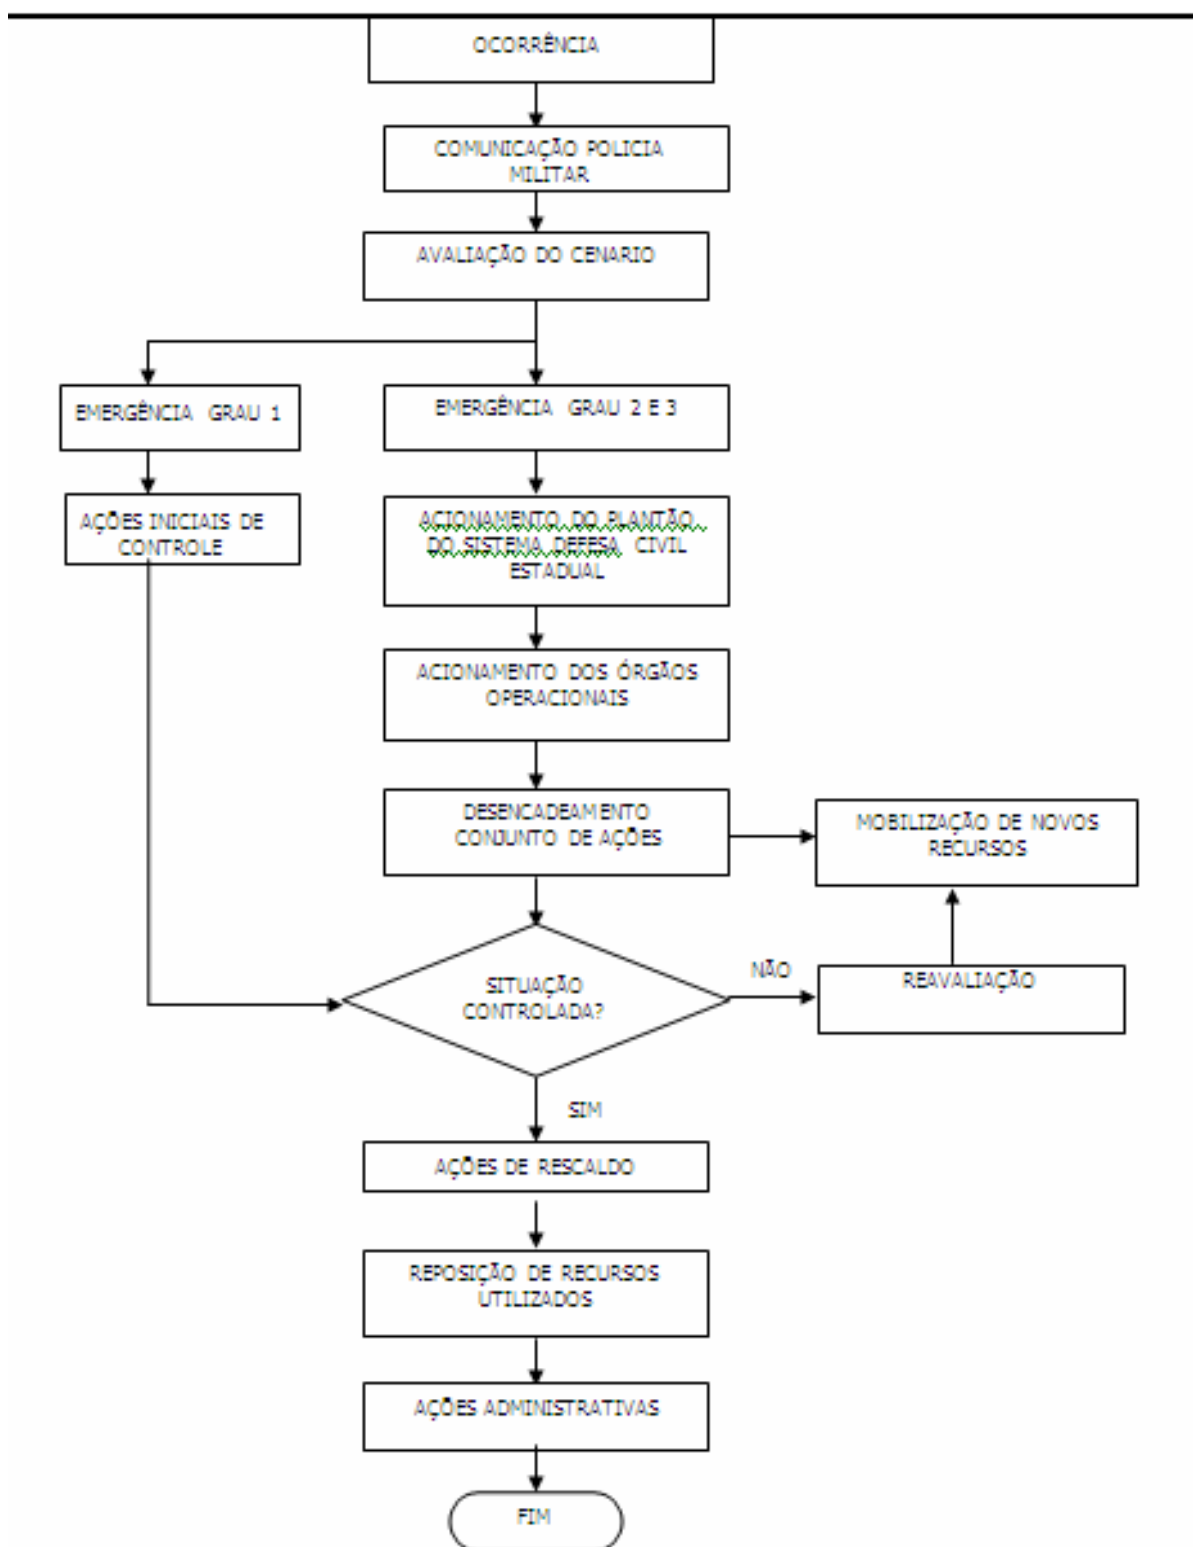 OCORRÊNCIA
COMUNICAÇÃO POLICIA
MILITAR
AVALIAÇÃO DO CENARIO
EMERGÊNCIA GRAU 1
EMERGÊNCIA GRAU 2 E 3
AÇÕES INICIAIS DE
CONTROLE
ACIONAMENTO DO PLANTÃO
DO SISTEMA DEFESA CIVIL
ESTADUAL
ACIONAMENTO DOS ÓRGÃOS
OPERACIONAIS
DESENCADEAMENTO
CONJUNTO DE AÇÕES
MOBILIZAÇÃO DE NOVOS
RECURSOS
SITUAÇÃO
CONTROLADA?
NÃO
REAVALIAÇÃO
SIM
AÇÕES DE RESCALDO
REPOSIÇÃO DE RECURSOS
UTILIZADOS
AÇÕES ADMINISTRATIVAS
FIM